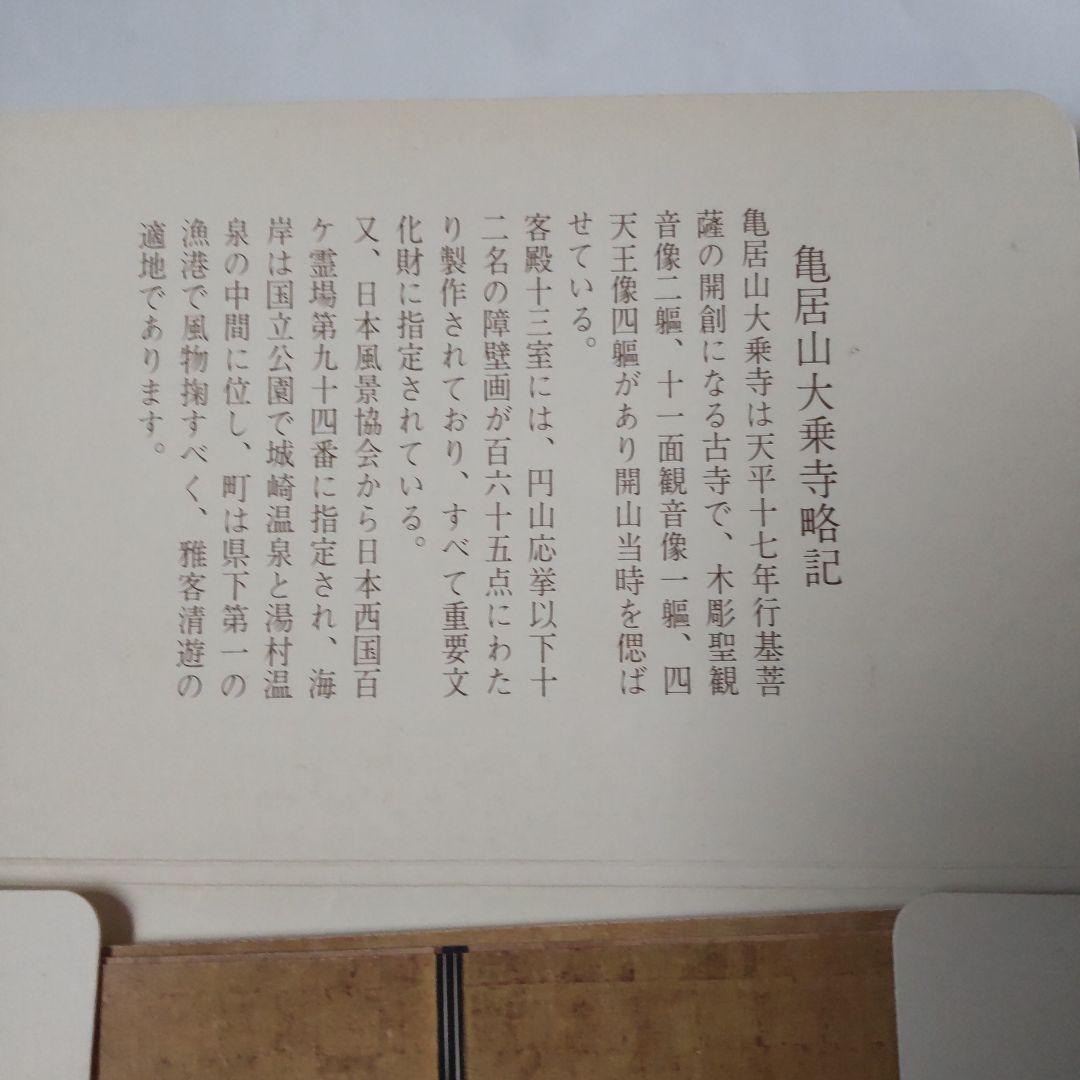 亀居山大乗寺略記
亀居山大乗寺は天平十七年行基菩
薩の開創になる古寺で、木彫聖観
音像二軀、十一面観音像一軀、四
天王像四軀があり開山当時を偲ば
せている。
客殿十三室には、円山応挙以下十
二名の障壁画が百六十五点にわた
り製作されており、すべて重要文
化財に指定されている。
又、日本風景協会から日本西国百
ケ霊場第九十四番に指定され、海
岸は国立公園で城崎温泉と湯村温
泉の中間に位し、町は県下第一の
漁港で風物掬すべく、雅客清遊の
適地であります。